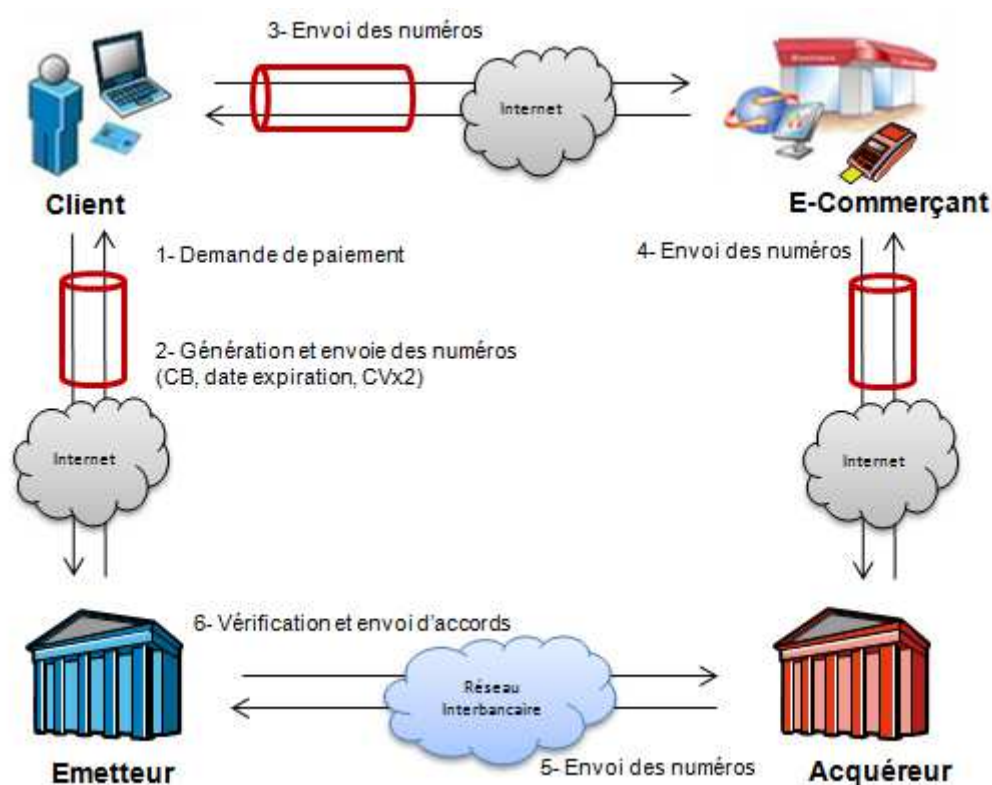 3- Envoi des numéros
Internet
Client
E-Commerçant
1- Demande de paiement
4- Envoi des numéros
2- Génération et envoie des numéros
(CB, date expiration, CVx2)
Internet
Internet
6- Vérification et envoi d'accords
Réseau
Interbancaire
5- Envoi des numéros
Emetteur
Acquéreur